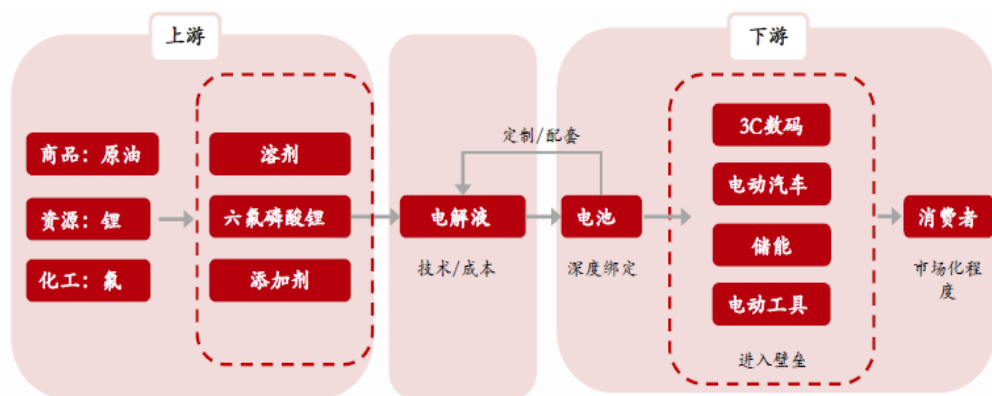 上游
下游
商品：原油
资源：锂
化工：氟
溶剂
六氟磷酸锂
添加剂
电解液
技术/成本
定制/配套
电池
深度绑定
3C数码
电动汽车
储能
电动工具
进入壁垒
消费者
市场化程
度